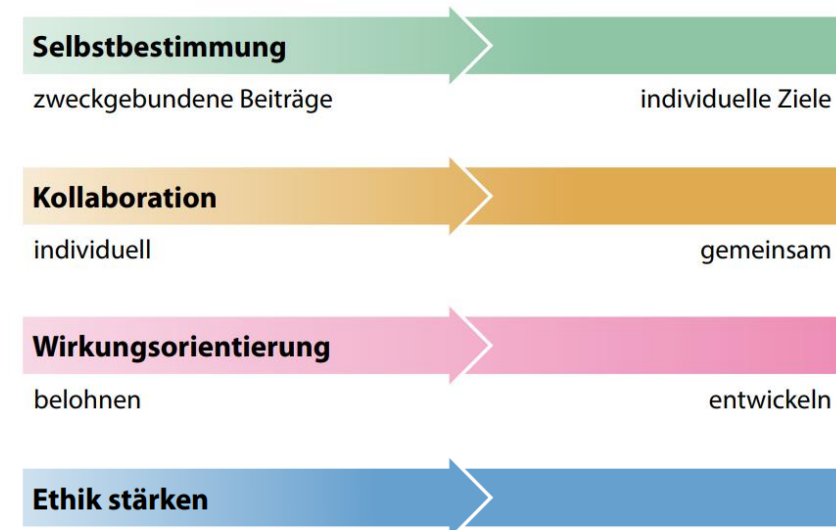 Selbstbestimmung
zweckgebundene Beiträge individuelle Ziele
Kollaboration
individuell gemeinsam
Wirkungsorientierung
belohnen entwickeln
Ethik stärken